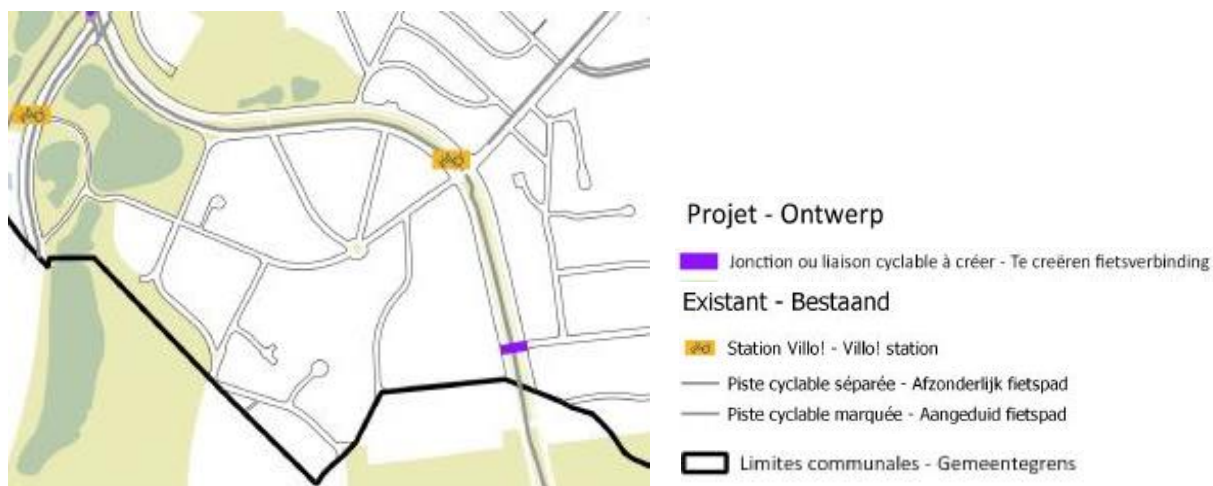 Projet - Ontwerp
Jonction ou liaison cyclable à créer - Te creëren fietsverbinding
Existant - Bestaand
Station Villo! - Villo! station
Piste cyclable séparée - Afzonderlijk fietspad
Piste cyclable marquée - Aangeduid fietspad
Limites communales - Gemeentegrens